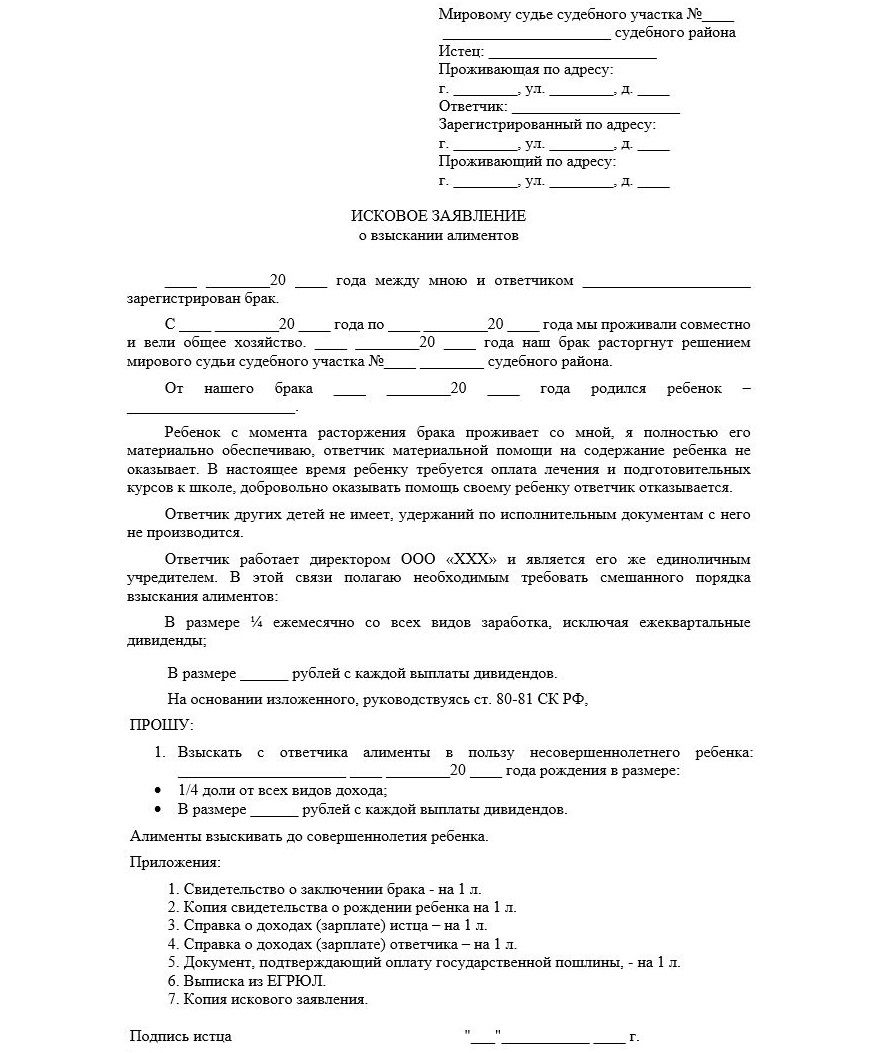 Мировому судье судебного участка №____
______________________ судебного района
Истец: ______________________
Проживающая по адресу:
г. ________, ул. ________, д. ____
Ответчик: ______________________
Зарегистрированный по адресу:
г. ________, ул. ________, д. ____
Проживающий по адресу:
г. ________, ул. ________, д. ____
ИСКОВОЕ ЗАЯВЛЕНИЕ
о взыскании алиментов
____ ________20 ____ года между мною и ответчиком ______________________
зарегистрирован брак.
С ____ ________20 ____ года по ____ ________20 ____ года мы проживали совместно
и вели общее хозяйство. ____ ________20 ____ года наш брак расторгнут решением
мирового судьи судебного участка №____ ________ судебного района.
От нашего брака ____ ________20 ____ года родился ребенок –
______________________.
Ребенок с момента расторжения брака проживает со мной, я полностью его
материально обеспечиваю, ответчик материальной помощи на содержание ребенка не
оказывает. В настоящее время ребенку требуется оплата лечения и подготовительных
курсов к школе, добровольно оказывать помощь своему ребенку ответчик отказывается.
Ответчик других детей не имеет, удержаний по исполнительным документам с него
не производится.
Ответчик работает директором ООО «ХХХ» и является его же единоличным
учредителем. В этой связи полагаю необходимым требовать смешанного порядка
взыскания алиментов:
В размере ¼ ежемесячно со всех видов заработка, исключая ежеквартальные
дивиденды;
В размере ______ рублей с каждой выплаты дивидендов.
На основании изложенного, руководствуясь ст. 80-81 СК РФ,
ПРОШУ:
1. Взыскать с ответчика алименты в пользу несовершеннолетнего ребенка:
______________________ ____ ________20 ____ года рождения в размере:
• 1/4 доли от всех видов дохода;
• В размере ______ рублей с каждой выплаты дивидендов.
Алименты взыскивать до совершеннолетия ребенка.
Приложения:
1. Свидетельство о заключении брака - на 1 л.
2. Копия свидетельства о рождении ребенка на 1 л.
3. Справка о доходах (зарплате) истца – на 1 л.
4. Справка о доходах (зарплате) ответчика – на 1 л.
5. Документ, подтверждающий оплату государственной пошлины, - на 1 л.
6. Выписка из ЕГРЮЛ.
7. Копия искового заявления.
Подпись истца "___"___________ ____ г.